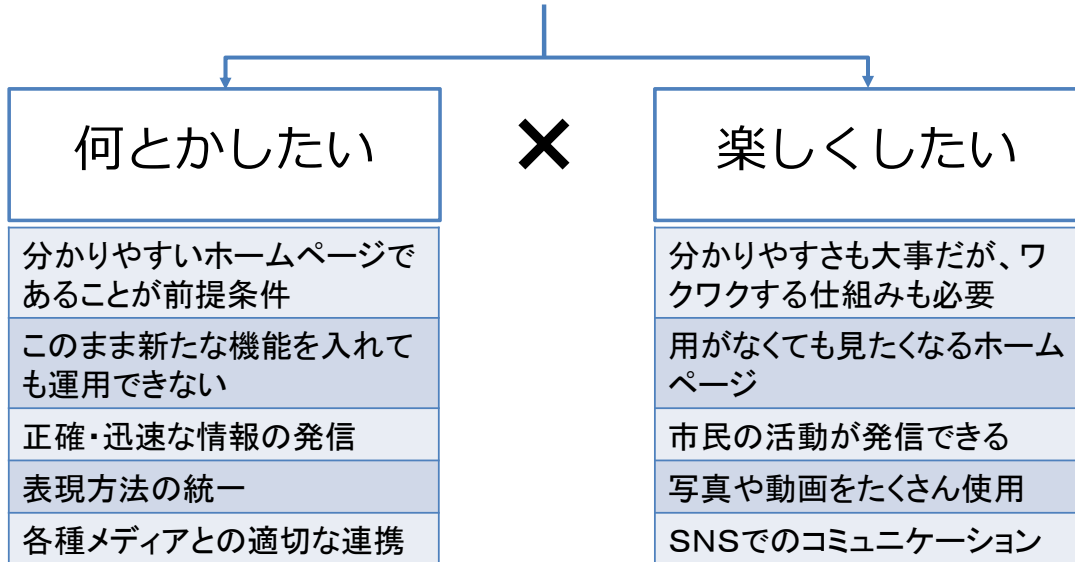 何とかしたい
×
楽しくしたい
分かりやすいホームページで
あることが前提条件
このまま新たな機能を入れて
も運用できない
正確・迅速な情報の発信
表現方法の統一
各種メディアとの適切な連携
分かりやすさも大事だが、ワ
クワクする仕組みも必要
用がなくても見たくなるホーム
ページ
市民の活動が発信できる
写真や動画をたくさん使用
SNSでのコミュニケーション